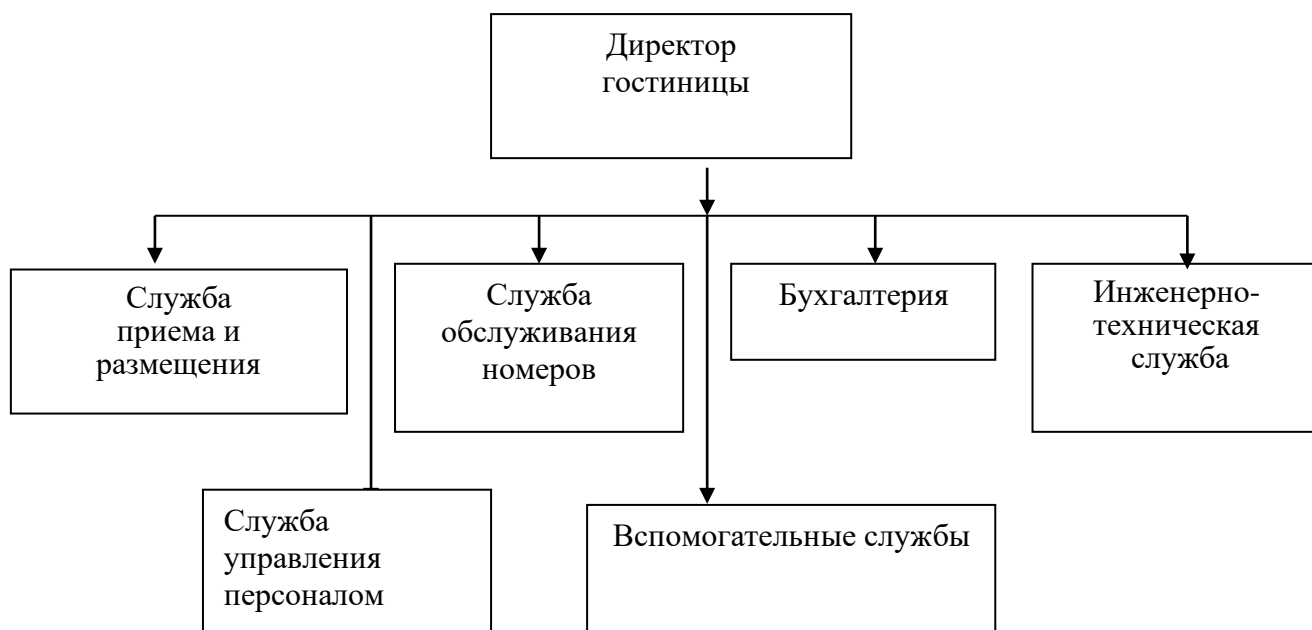 Директор
гостиницы
Служба
приема и
размещения
Служба
обслуживания
номеров
Бухгалтерия
Инженерно-
техническая
служба
Служба
управления
персоналом
Вспомогательные службы